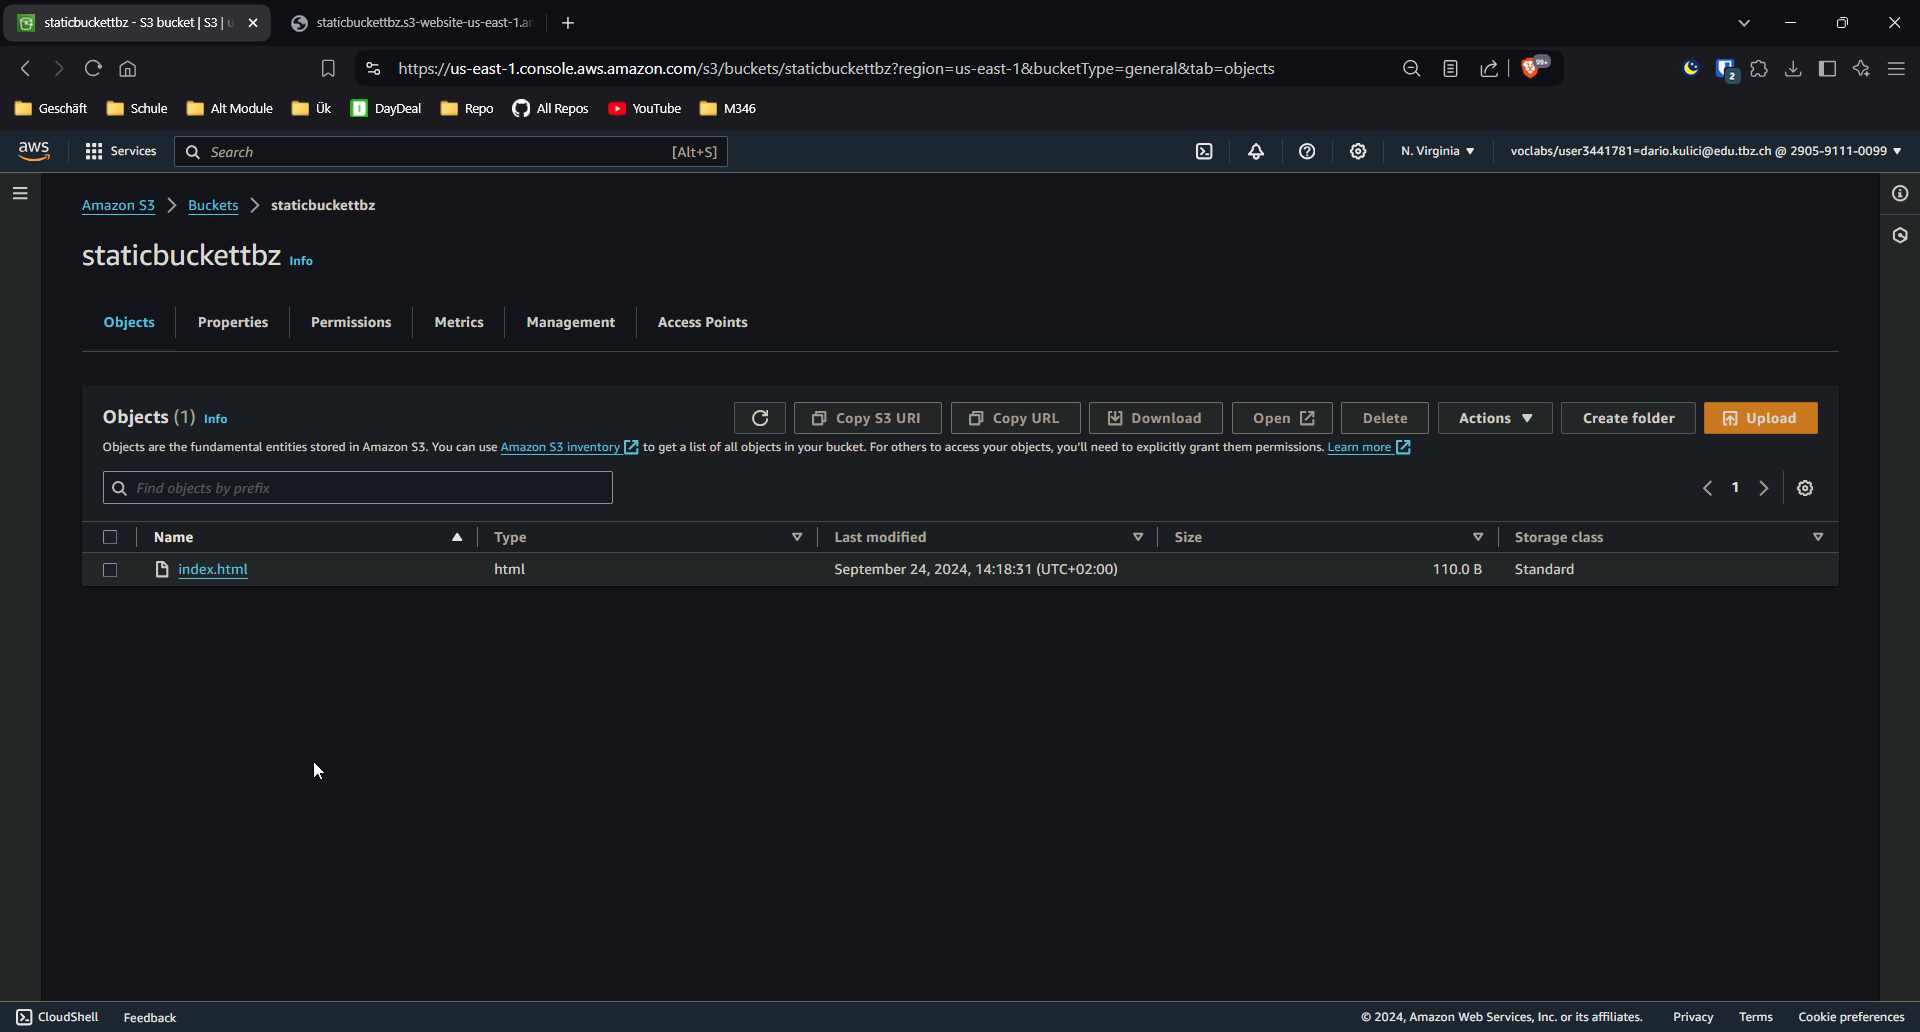 staticbuckettbz - S3 bucket | S3 | u
staticbuckettbz.s3-website-us-east-1.a
https://us-east-1.console.aws.amazon.com/s3/buckets/staticbuckettbz?region=us-east-1&bucketType=general&tab=objects
99+
2
Geschäft
Schule
Alt Module
Ük
DayDeal
Repo
All Repos
YouTube
M346
aws
Services
Search
[Alt+S]
N. Virginia
voclabs/user3441781=dario.kulici@edu.tbz.ch @ 2905-9111-0099
Amazon S3
Buckets
staticbuckettbz
staticbuckettbz Info
Objects
Properties
Permissions
Metrics
Management
Access Points
Objects (1) Info
Copy S3 URI
Copy URL
Download
Open
Delete
Actions
Create folder
Upload
Objects are the fundamental entities stored in Amazon S3. You can use Amazon S3 inventory to get a list of all objects in your bucket. For others to access your objects, you'll need to explicitly grant them permissions. Learn more
Find objects by prefix
1
Name
Type
Last modified
Size
Storage class
index.html
html
September 24, 2024, 14:18:31 (UTC+02:00)
110.0 B
Standard
CloudShell
Feedback
© 2024, Amazon Web Services, Inc. or its affiliates.
Privacy
Terms
Cookie preferences